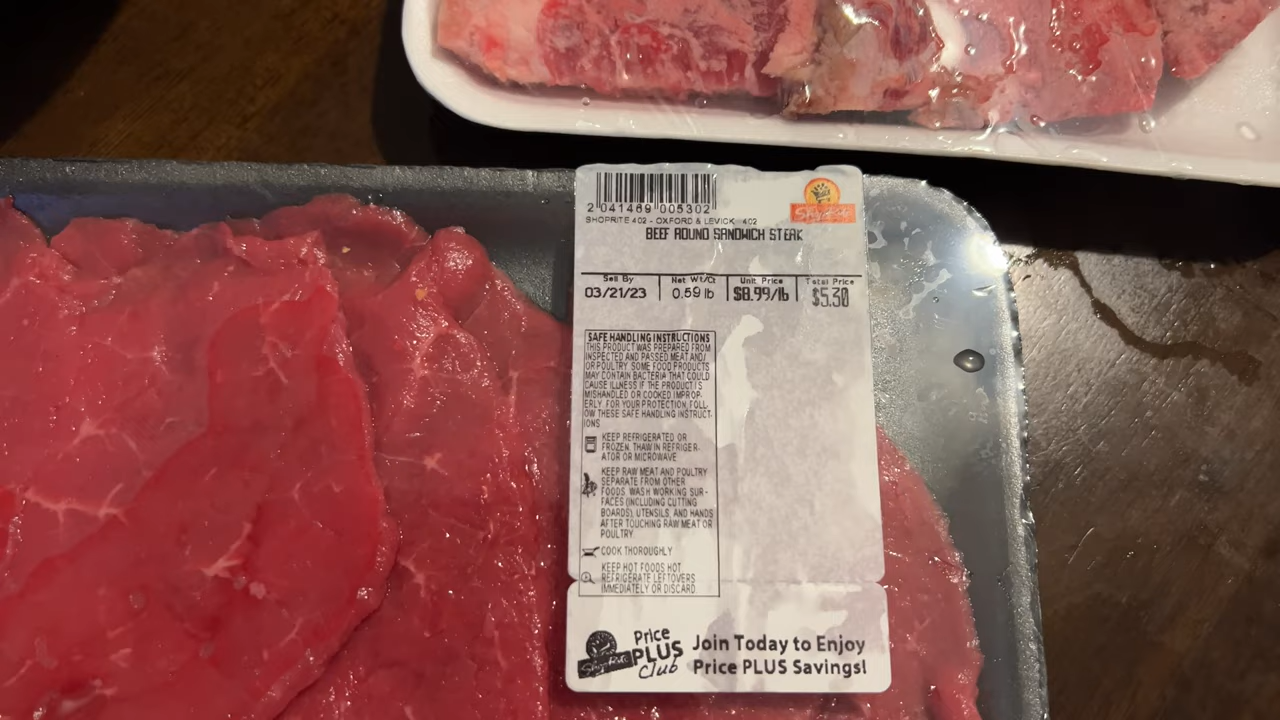 2 041469 005302
ShopRite
SHOPRITE 402 - OXFORD & LEVICK 402
BEEF ROUND SANDWICH STEAK
Sell By Net Wt/Ct Unit Price Total Price
03/21/23 0.59 lb $8.99/lb $5.30
SAFE HANDLING INSTRUCTIONS
THIS PRODUCT WAS PREPARED FROM
INSPECTED AND PASSED MEAT AND/
OR POULTRY. SOME FOOD PRODUCTS
MAY CONTAIN BACTERIA THAT COULD
CAUSE ILLNESS IF THE PRODUCT IS
MISHANDLED OR COOKED IMPROP-
ERLY. FOR YOUR PROTECTION, FOLL-
OW THESE SAFE HANDLING INSTRUCT-
IONS
KEEP REFRIGERATED OR
FROZEN. THAW IN REFRIGER-
ATOR OR MICROWAVE
KEEP RAW MEAT AND POULTRY
SEPARATE FROM OTHER
FOODS. WASH WORKING SUR-
FACES (INCLUDING CUTTING
BOARDS), UTENSILS, AND HANDS
AFTER TOUCHING RAW MEAT OR
POULTRY.
COOK THOROUGHLY
KEEP HOT FOODS HOT.
REFRIGERATE LEFTOVERS
IMMEDIATELY OR DISCARD.
ShopRite
Price
PLUS
Club
Join Today to Enjoy
Price PLUS Savings!